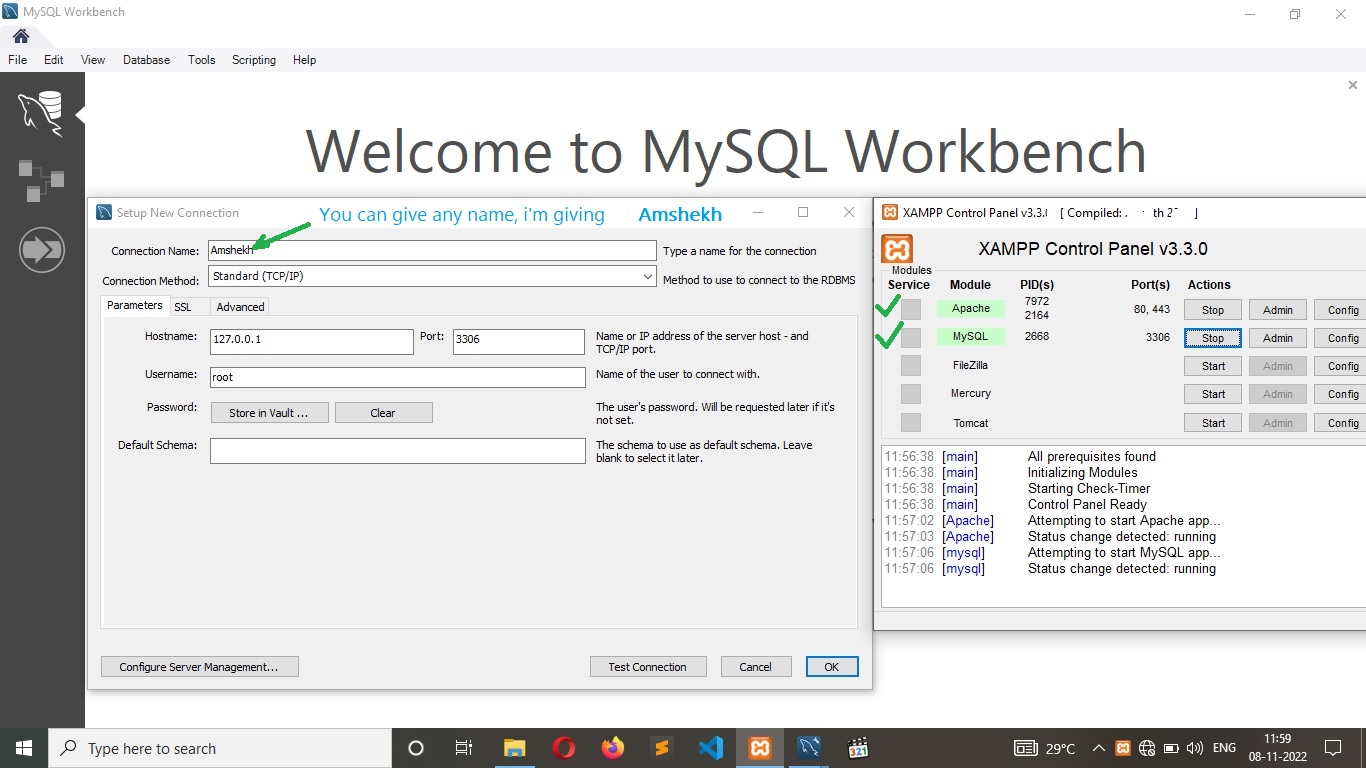 MySQL Workbench
File Edit View Database Tools Scripting Help
Welcome to MySQL Workbench
Setup New Connection
You can give any name, i'm giving Amshekh
Connection Name: Amshekh Type a name for the connection
Connection Method: Standard (TCP/IP) Method to use to connect to the RDBMS
Parameters SSL Advanced
Hostname: 127.0.0.1 Port: 3306 Name or IP address of the server host - and
TCP/IP port.
Username: root Name of the user to connect with.
Password: Store in Vault ... Clear The user's password. Will be requested later if it's
not set.
Default Schema: The schema to use as default schema. Leave
blank to select it later.
Configure Server Management... Test Connection Cancel OK
XAMPP Control Panel v3.3.0 [ Compiled: ]
XAMPP Control Panel v3.3.0
Modules
Service Module PID(s) Port(s) Actions
Apache 7972 80, 443 Stop Admin Config
2164
MySQL 2668 3306 Stop Admin Config
FileZilla Start Admin Config
Mercury Start Admin Config
Tomcat Start Admin Config
11:56:38 [main] All prerequisites found
11:56:38 [main] Initializing Modules
11:56:38 [main] Starting Check-Timer
11:56:38 [main] Control Panel Ready
11:57:02 [Apache] Attempting to start Apache app...
11:57:03 [Apache] Status change detected: running
11:57:06 [mysql] Attempting to start MySQL app...
11:57:06 [mysql] Status change detected: running
Type here to search
321
29°C ENG 11:59
08-11-2022